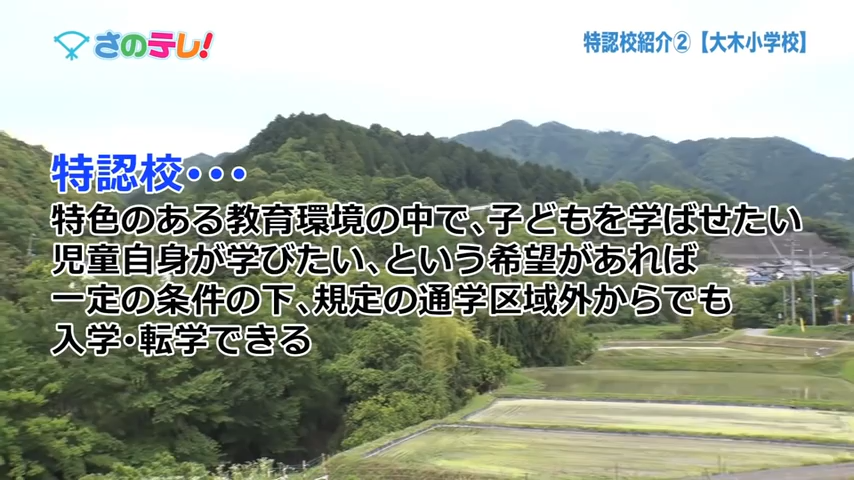 さのテレ!
特認校紹介②【大木小学校】
特認校・・・
特色のある教育環境の中で、子どもを学ばせたい
児童自身が学びたい、という希望があれば
一定の条件の下、規定の通学区域外からでも
入学・転学できる